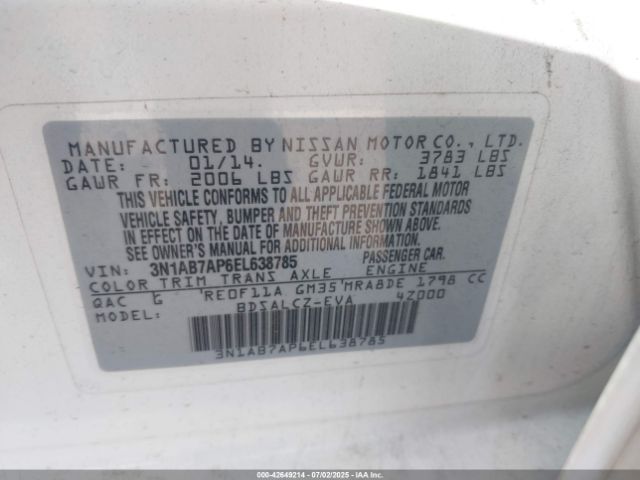 MANUFACTURED BY NISSAN MOTOR CO., LTD.
DATE: 01/14. GVWR: 3783 LBS
GAWR FR: 2006 LBS GAWR RR: 1841 LBS
THIS VEHICLE CONFORMS TO ALL APPLICABLE FEDERAL MOTOR
VEHICLE SAFETY, BUMPER AND THEFT PREVENTION STANDARDS
IN EFFECT ON THE DATE OF MANUFACTURE SHOWN ABOVE.
SEE OWNER'S MANUAL FOR ADDITIONAL INFORMATION.
VIN: 3N1AB7AP6EL638785 PASSENGER CAR.
COLOR TRIM TRANS AXLE ENGINE
QAC G RE0F11A GM35 MRA8DE 1798 CC
MODEL: BDSALCZ-EVA 4Z000
3N1AB7AP6EL638785
000-42649214 - 07/02/2025 - IAA, Inc.